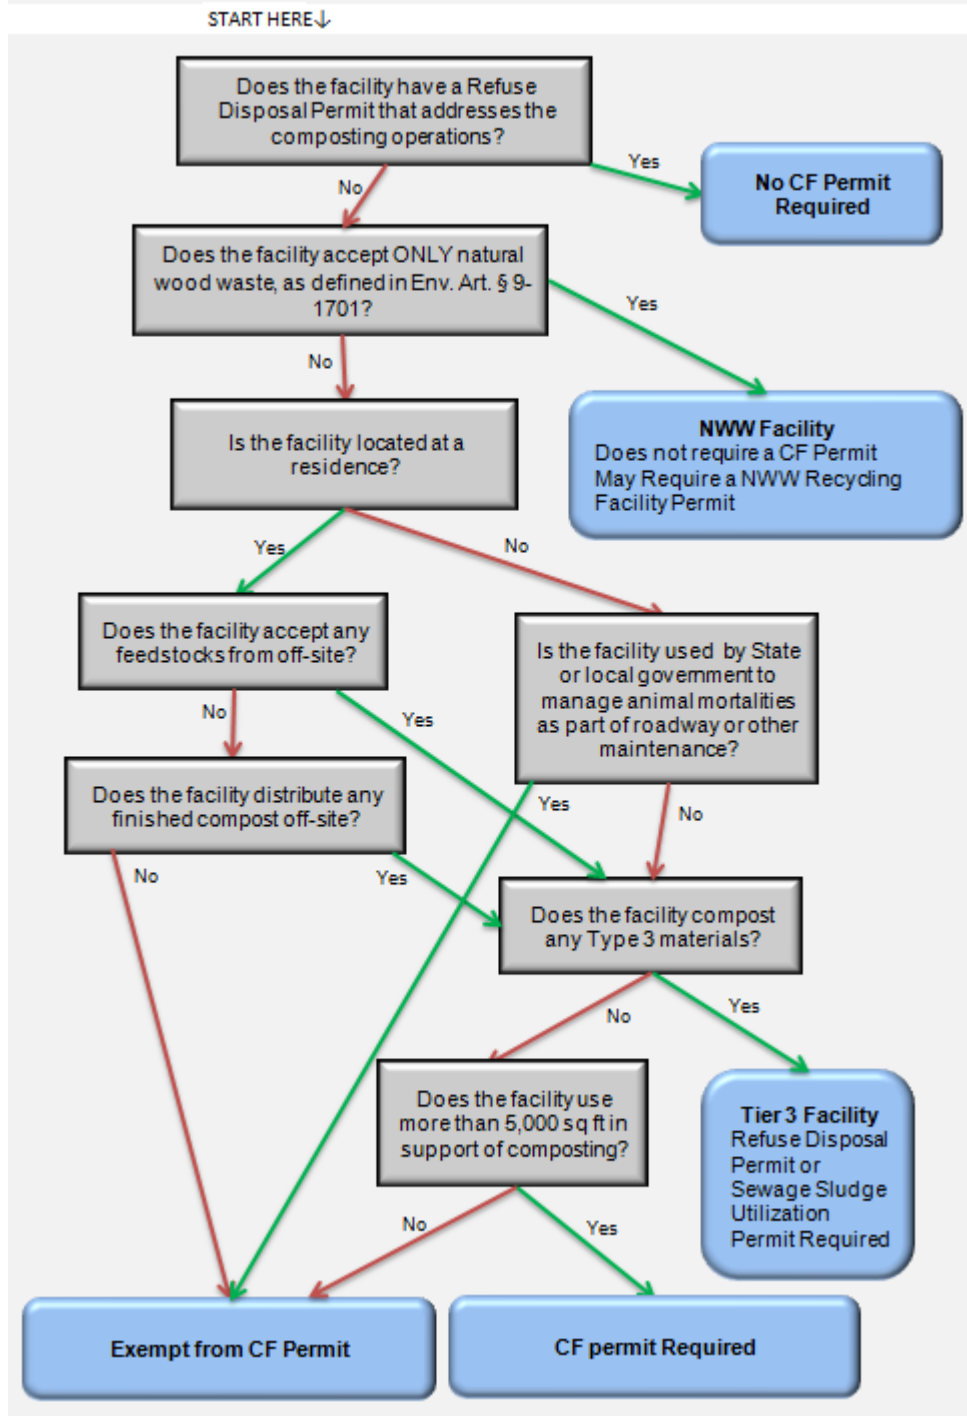 START HERE↓
Does the facility have a Refuse
Disposal Permit that addresses the
composting operations?
Yes
No CF Permit
Required
No
Does the facility accept ONLY natural
wood waste, as defined in Env. Art. § 9-
1701?
Yes
No
NWW Facility
Does not require a CF Permit
May Require a NWW Recycling
Facility Permit
Is the facility located at a
residence?
Yes
No
Does the facility accept any
feedstocks from off-site?
Is the facility used by State
or local government to
manage animal mortalities
as part of roadway or other
maintenance?
No
Yes
Does the facility distribute any
finished compost off-site?
Yes
No
No
Yes
Does the facility compost
any Type 3 materials?
No
Yes
Does the facility use
more than 5,000 sq ft in
support of composting?
Tier 3 Facility
Refuse Disposal
Permit or
Sewage Sludge
Utilization
Permit Required
No
Yes
Exempt from CF Permit
CF permit Required